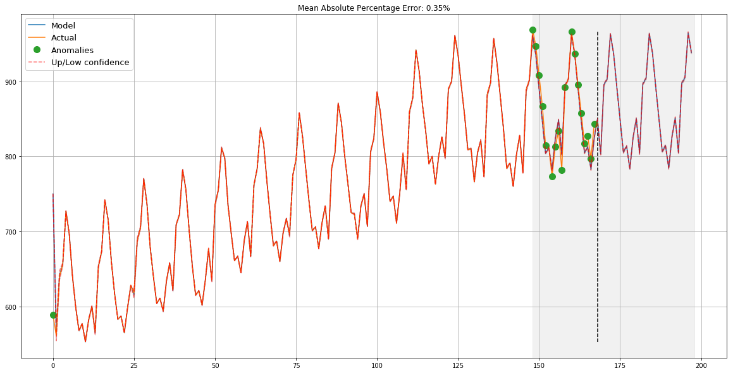 Mean Absolute Percentage Error: 0.35%
Model
Actual
Anomalies
Up/Low confidence
900
800
700
600
0
25
50
75
100
125
150
175
200